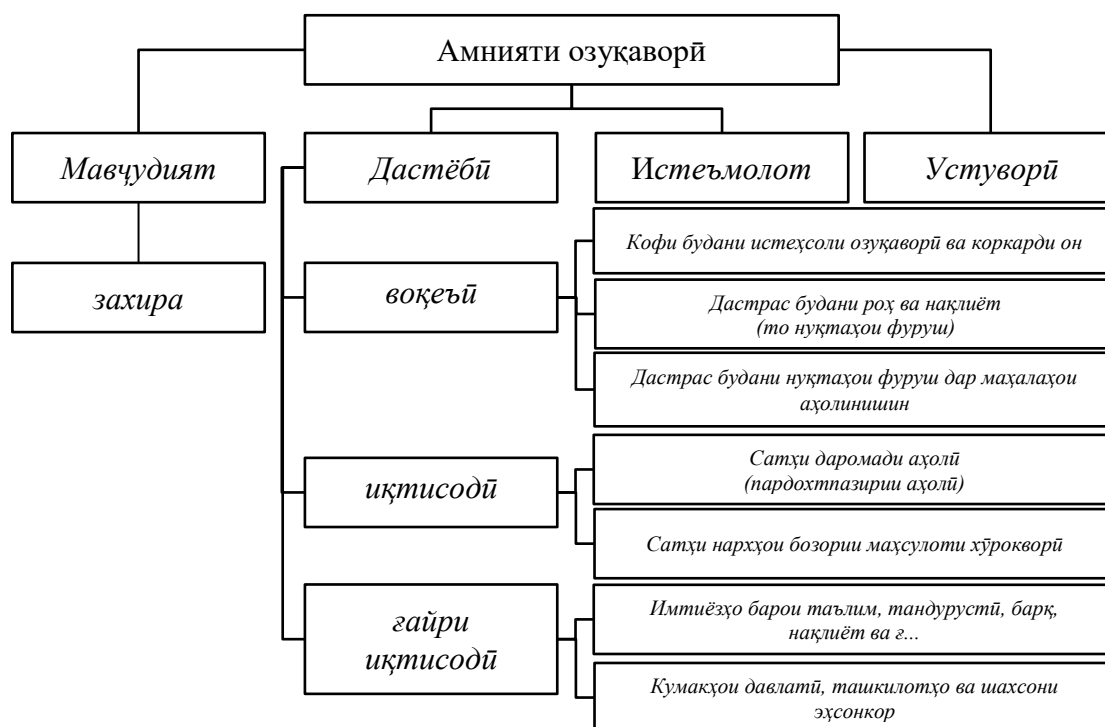 Амнияти озуқаворӣ
Мавҷудият
Дастёбӣ
Истеъмолот
Устуворӣ
захира
воқеъӣ
Кофи будани истеҳсоли озуқаворӣ ва коркарди он
Дастрас будани роҳ ва нақлиёт
(то нуқтаҳои фуруш)
Дастрас будани нуқтаҳои фуруш дар маҳалаҳои
аҳолинишин
иқтисодӣ
Сатҳи даромади аҳолӣ
(пардохтпазирии аҳолӣ)
Сатҳи нархҳои бозории маҳсулоти хӯрокворӣ
ғайри
иқтисодӣ
Имтиёзҳо барои таълим, тандурустӣ, барқ,
нақлиёт ва ғ...
Кумакҳои давлатӣ, ташкилотҳо ва шахсони
эҳсонкор